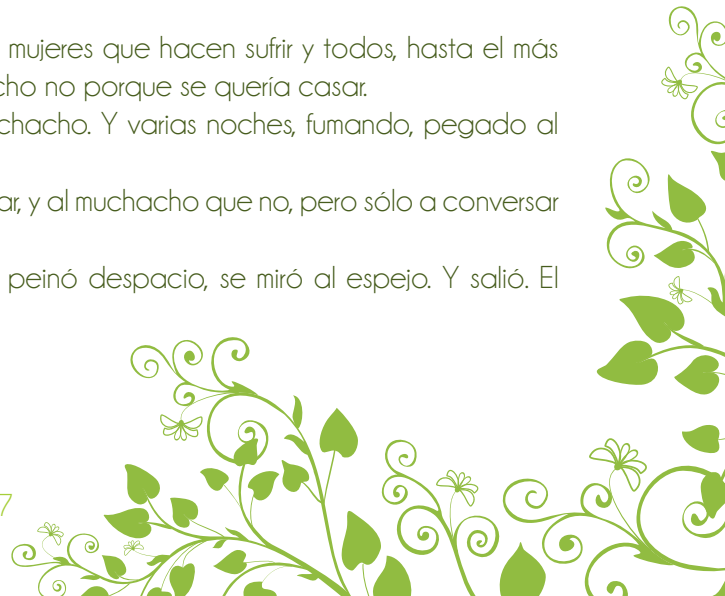 mujeres que hacen sufrir y todos, hasta el más
cho no porque se quería casar.
chacho. Y varias noches, fumando, pegado al
ar, y al muchacho que no, pero sólo a conversar
peinó despacio, se miró al espejo. Y salió. El
7